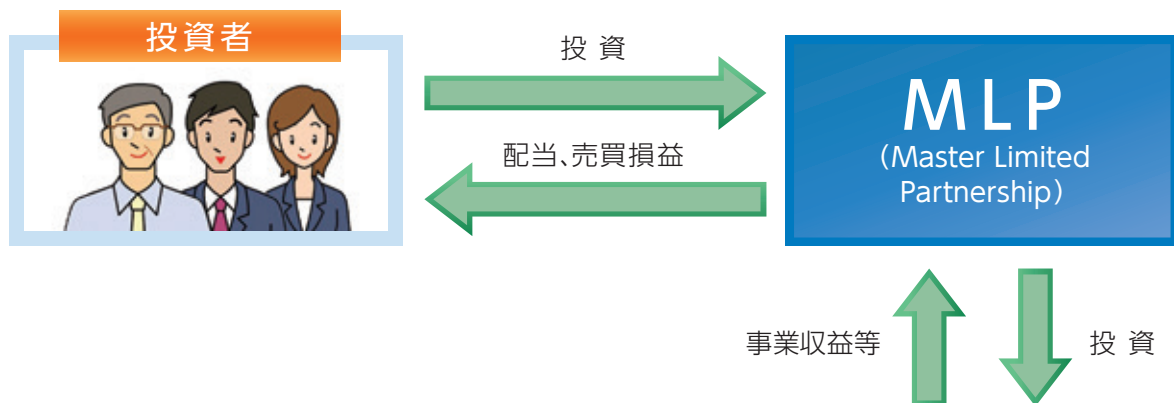 投資者
投 資
配当、売買損益
MLP
(Master Limited
Partnership)
事業収益等
投 資